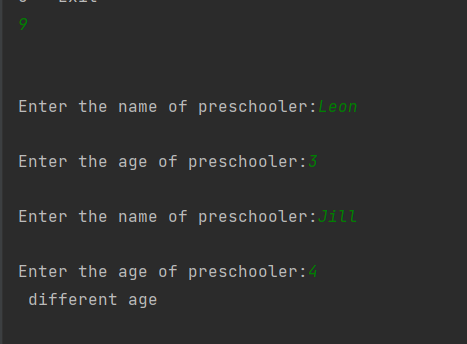 9
Enter the name of preschooler:Leon
Enter the age of preschooler:3
Enter the name of preschooler:Jill
Enter the age of preschooler:4
different age